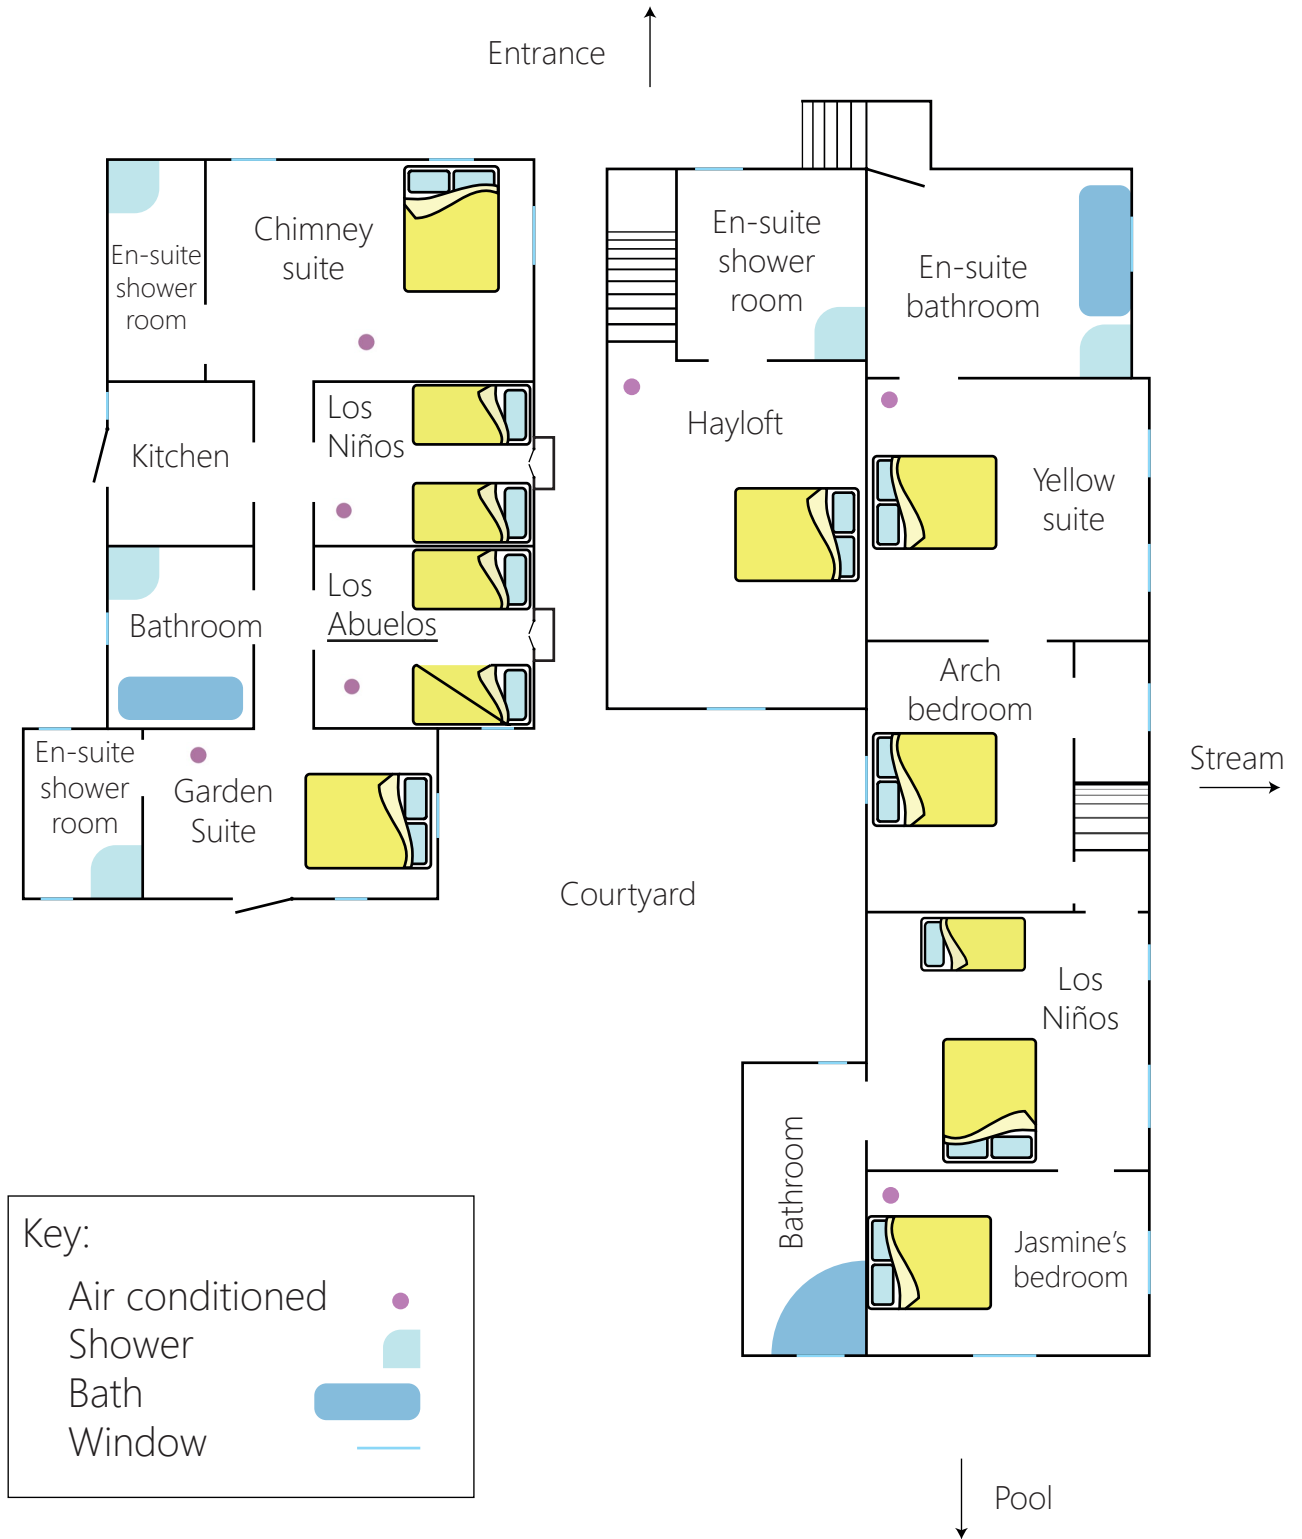 Entrance
Chimney
suite
En-suite
shower
room
En-suite
shower
room
En-suite
bathroom
Los
Niños
Kitchen
Hayloft
Yellow
suite
Los
Abuelos
Bathroom
Arch
bedroom
En-suite
shower
room
Garden
Suite
Stream
Courtyard
Los
Niños
Bathroom
Jasmine’s
bedroom
Key:
Air conditioned
Shower
Bath
Window
Pool